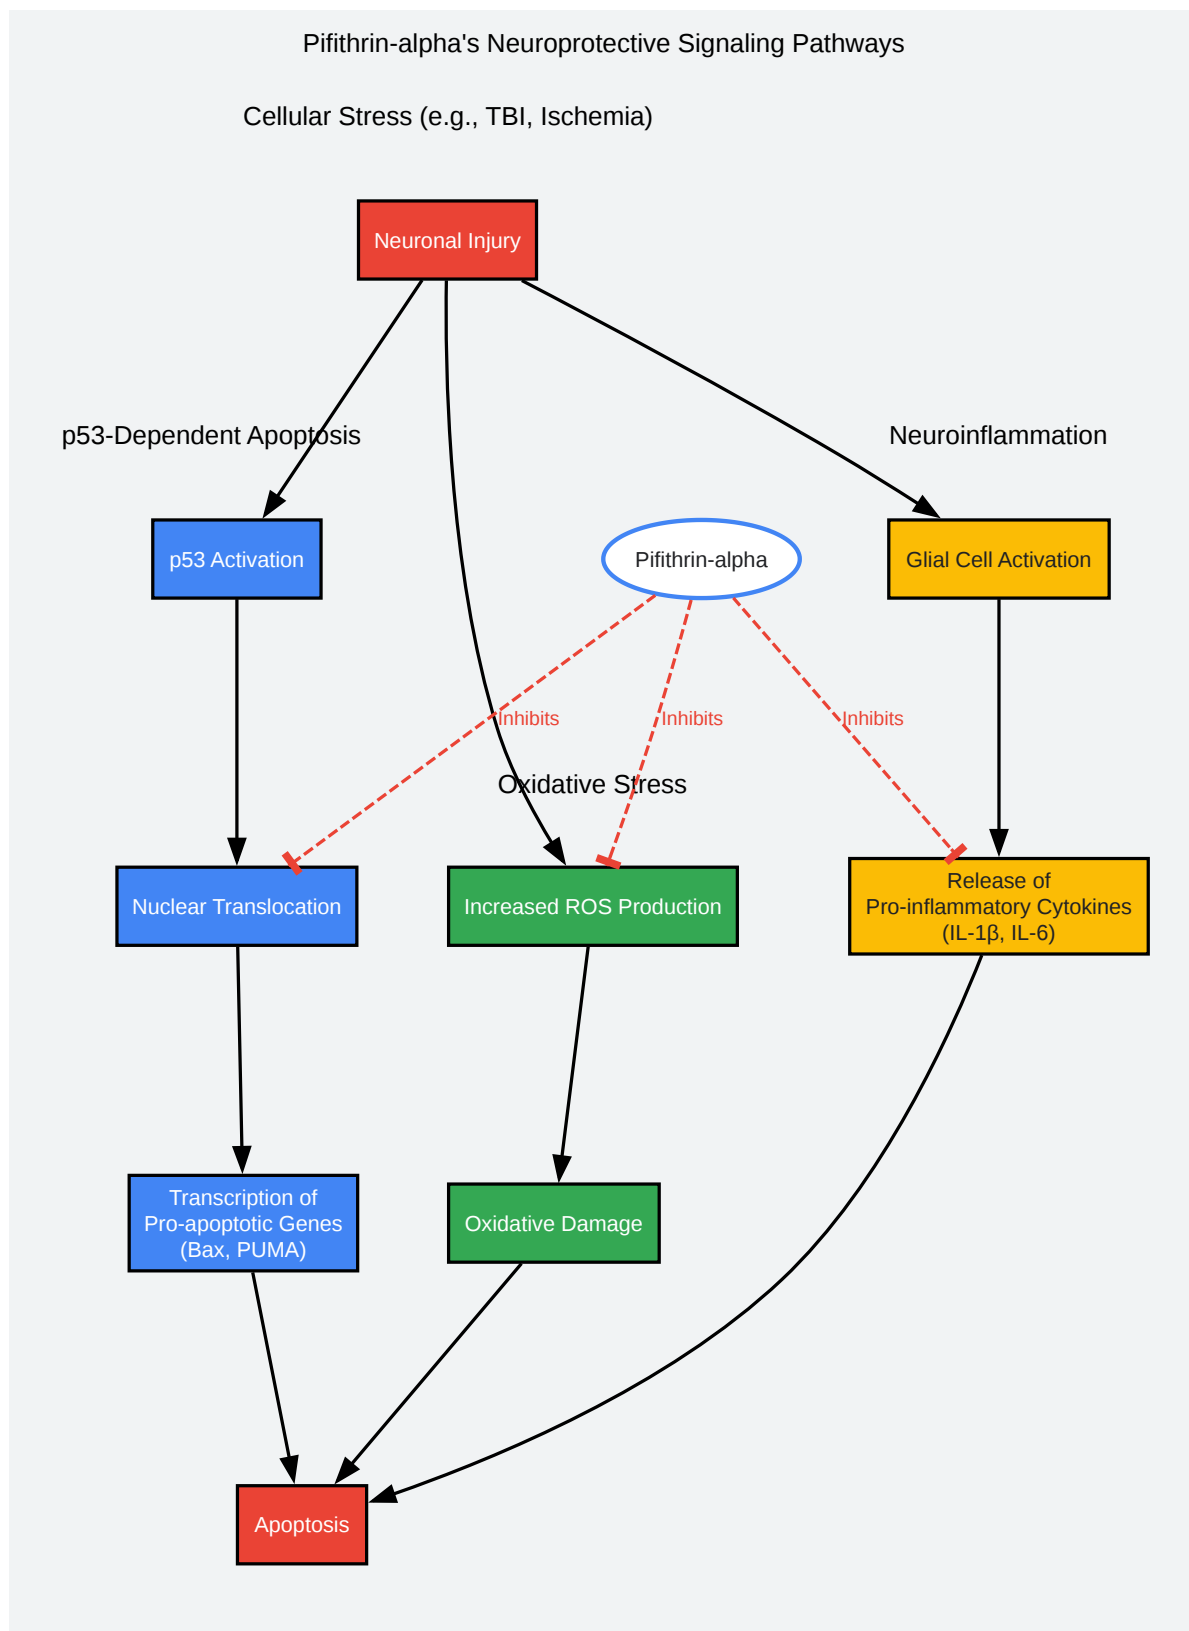 Pifithrin-alpha's Neuroprotective Signaling Pathways
Cellular Stress (e.g., TBI, Ischemia)
Neuronal Injury
p53-Dependent Apoptosis
Neuroinflammation
p53 Activation
Pifithrin-alpha
Glial Cell Activation
Inhibits
Inhibits
Inhibits
Oxidative Stress
Nuclear Translocation
Increased ROS Production
Release of
Pro-inflammatory Cytokines
(IL-1β, IL-6)
Transcription of
Pro-apoptotic Genes
(Bax, PUMA)
Oxidative Damage
Apoptosis